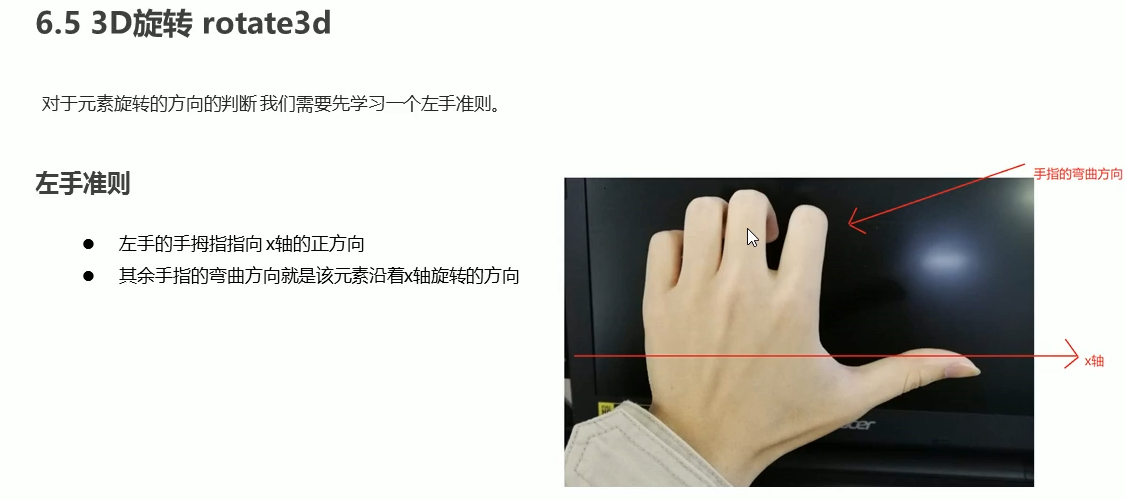 6.5 3D旋转 rotate3d
对于元素旋转的方向的判断 我们需要先学习一个左手准则。
左手准则
手指的弯曲方向
● 左手的手拇指指向 x轴的正方向
● 其余手指的弯曲方向就是该元素沿着x轴旋转的方向
x轴
acer